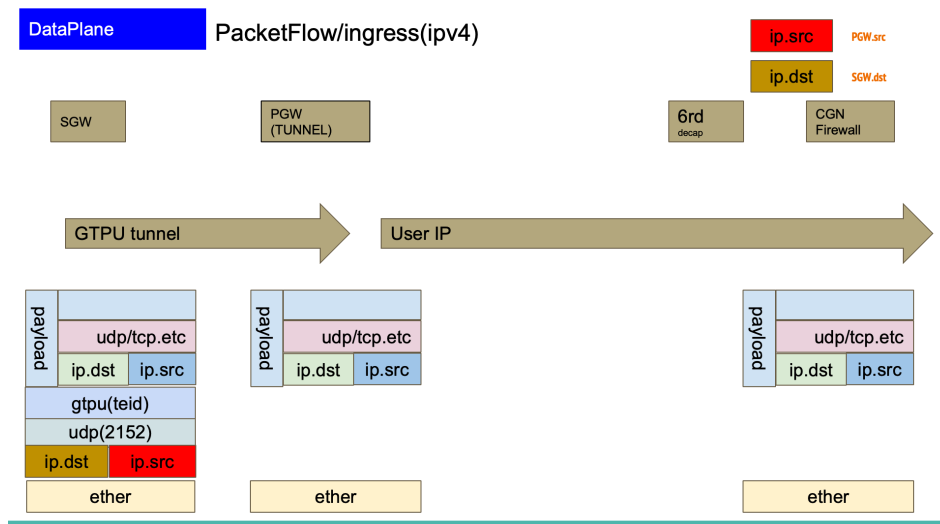 DataPlane
PacketFlow/ingress(ipv4)
ip.src
PGW.src
ip.dst
SGW.dst
SGW
PGW
(TUNNEL)
6rd
decap
CGN
Firewall
GTPU tunnel
User IP
payload
udp/tcp.etc
ip.dst
ip.src
gtpu(teid)
udp(2152)
ip.dst
ip.src
ether
payload
udp/tcp.etc
ip.dst
ip.src
ether
payload
udp/tcp.etc
ip.dst
ip.src
ether